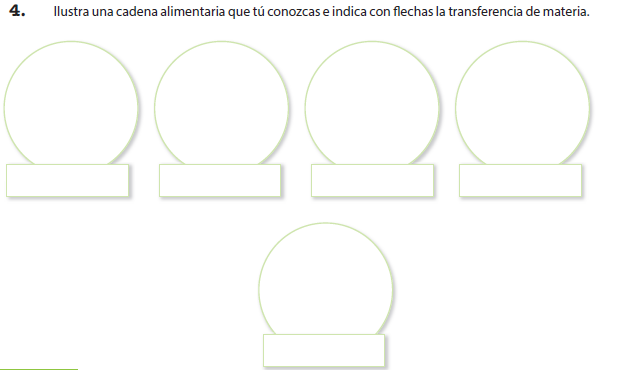 4. Ilustra una cadena alimentaria que tú conozcas e indica con flechas la transferencia de materia.